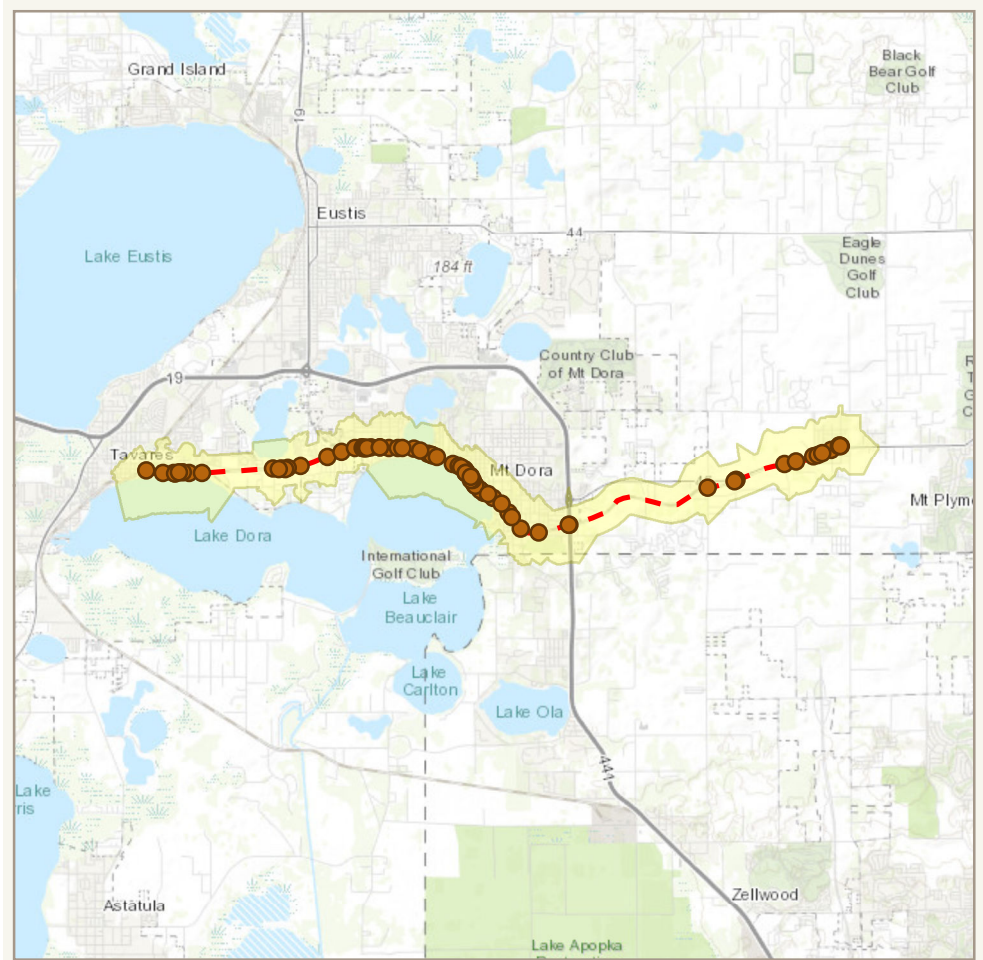 Grand Island
Black
Bear Golf
Club
19
Eustis
44
Lake Eustis
Eagle
Dunes
Golf
Club
184 ft
Country Club
of Mt Dora
R
T
G
C
19
Tavares
Mt Dora
Mt Plym
Lake Dora
International
Golf Club
Lake
Beauclair
Lake
Carlton
Lake Ola
441
Lake
rris
Zellwood
Astatula
Lake Apopka